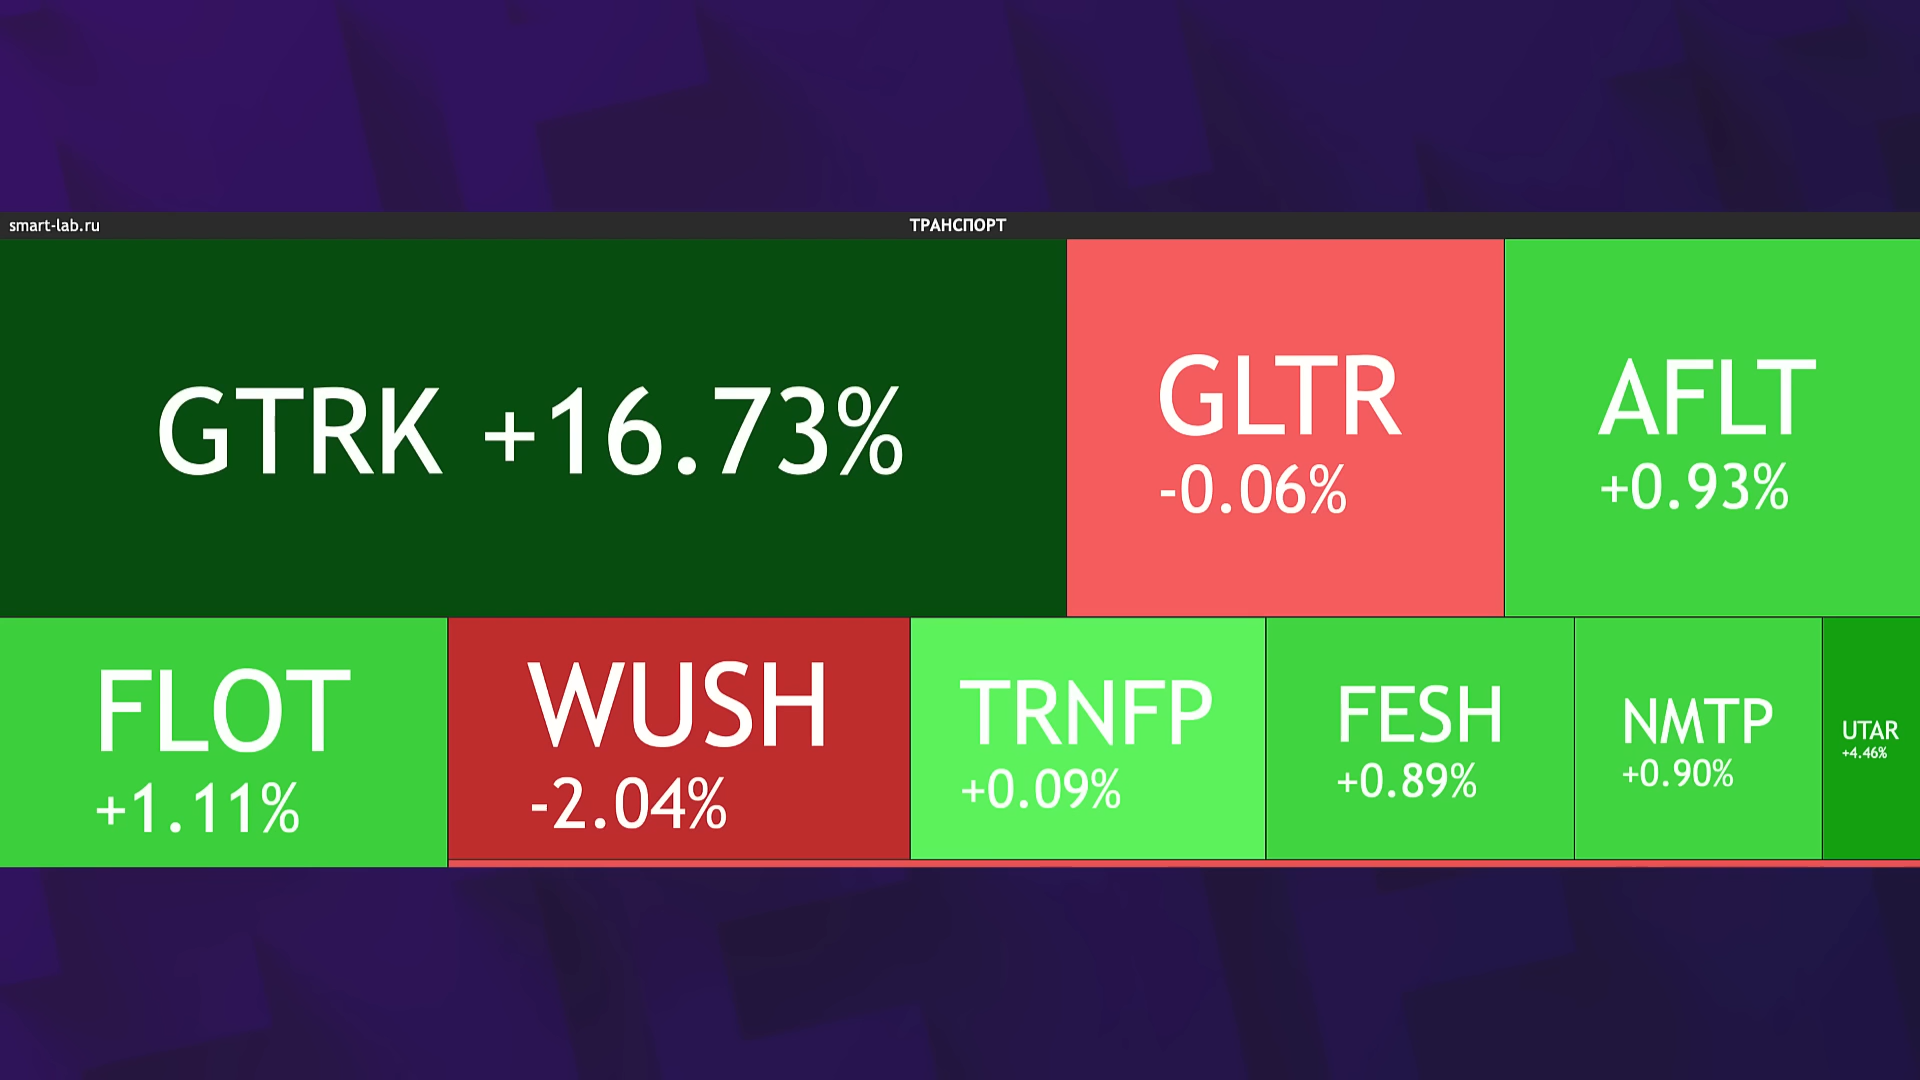 smart-lab.ru
ТРАНСПОРТ
GTRK +16.73%
GLTR
-0.06%
AFLT
+0.93%
FLOT
+1.11%
WUSH
-2.04%
TRNFP
+0.09%
FESH
+0.89%
NMTP
+0.90%
UTAR
+4.46%